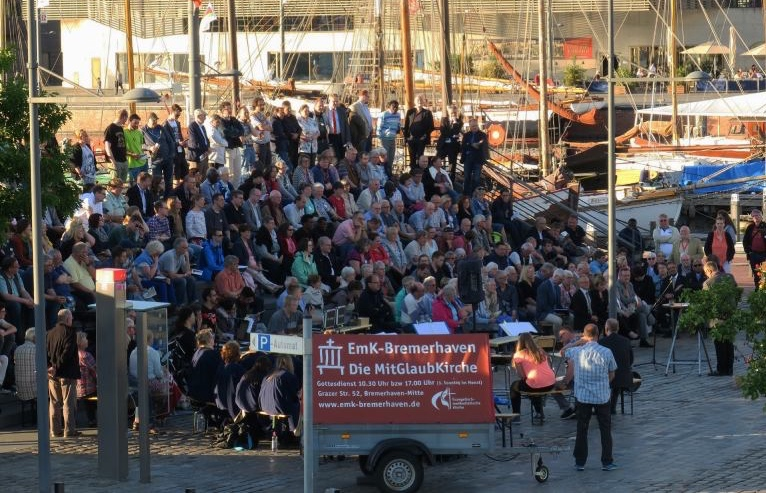 P Automat
EmK-Bremerhaven
Die MitGlaubKirche
Gottesdienst 10.30 Uhr bzw 17.00 Uhr
Grazer Str. 52, Bremerhaven-Mitte
www.emk-bremerhaven.de
Evangelisch-
methodistische
Kirche